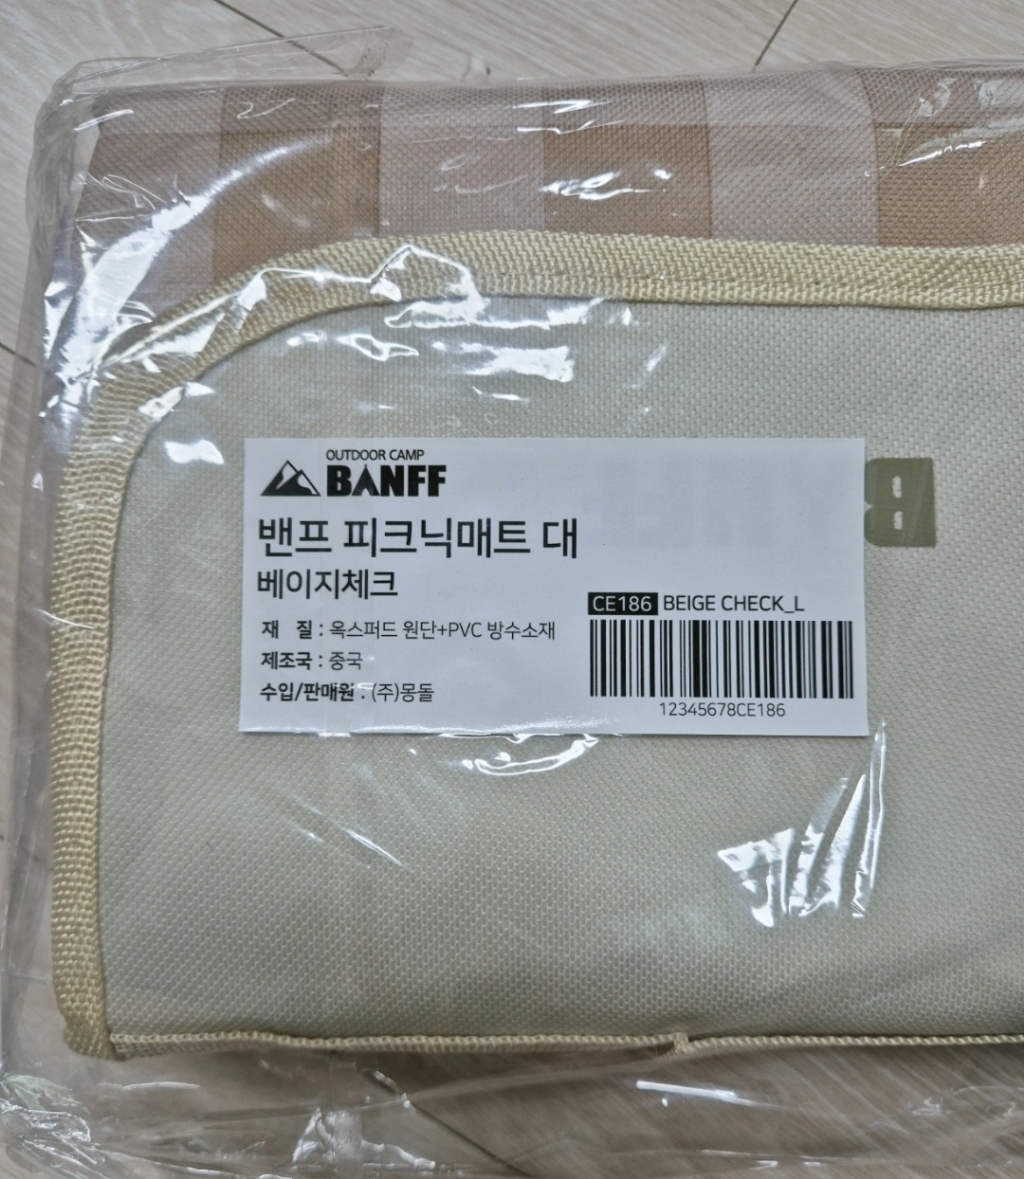 OUTDOOR CAMP
BANFF
밴프 피크닉매트 대
베이지체크
재 질 : 옥스퍼드 원단+PVC 방수소재
제조국 : 중국
수입/판매원 : (주)몽돌
CE186 BEIGE CHECK_L
12345678CE186
B